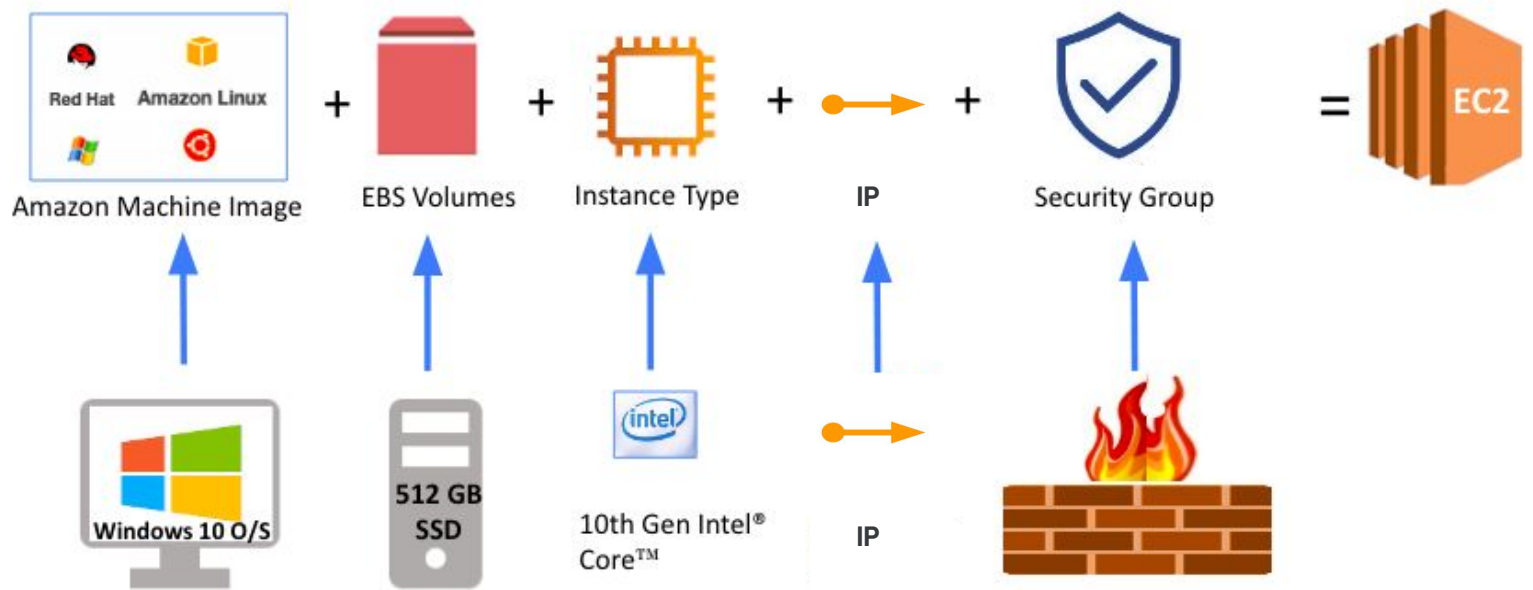 Red Hat
Amazon Linux
+
+
+
+
=
EC2
Amazon Machine Image
EBS Volumes
Instance Type
IP
Security Group
Windows 10 O/S
512 GB
SSD
intel
10th Gen Intel®
Core™
IP